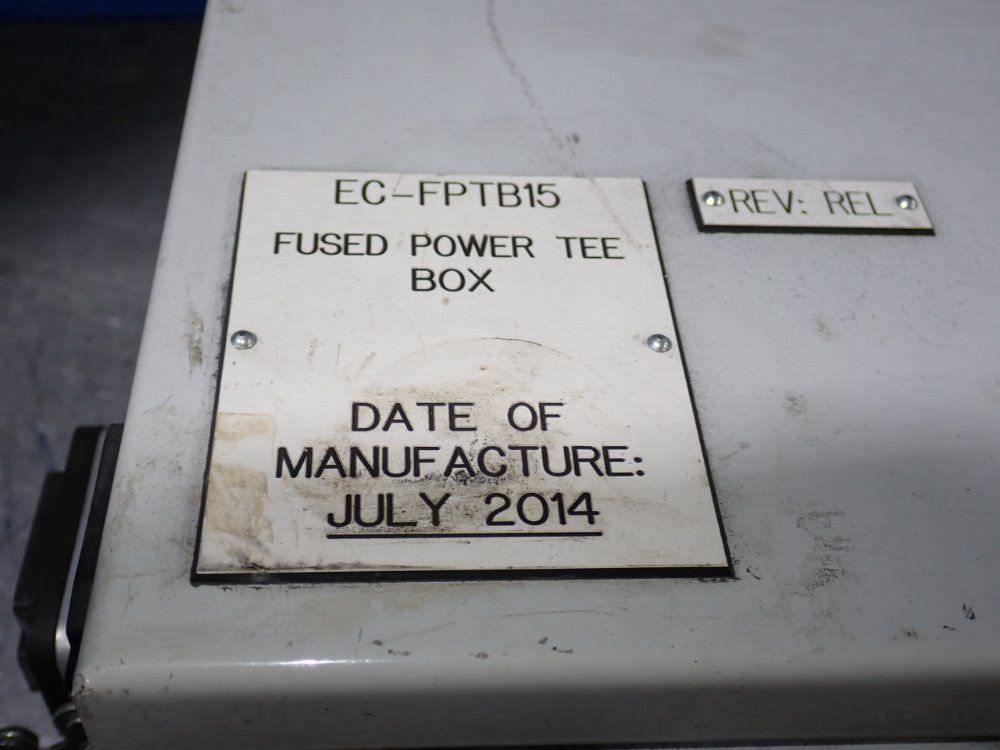 EC-FPTB15
FUSED POWER TEE
BOX
DATE OF
MANUFACTURE:
JULY 2014
REV: REL